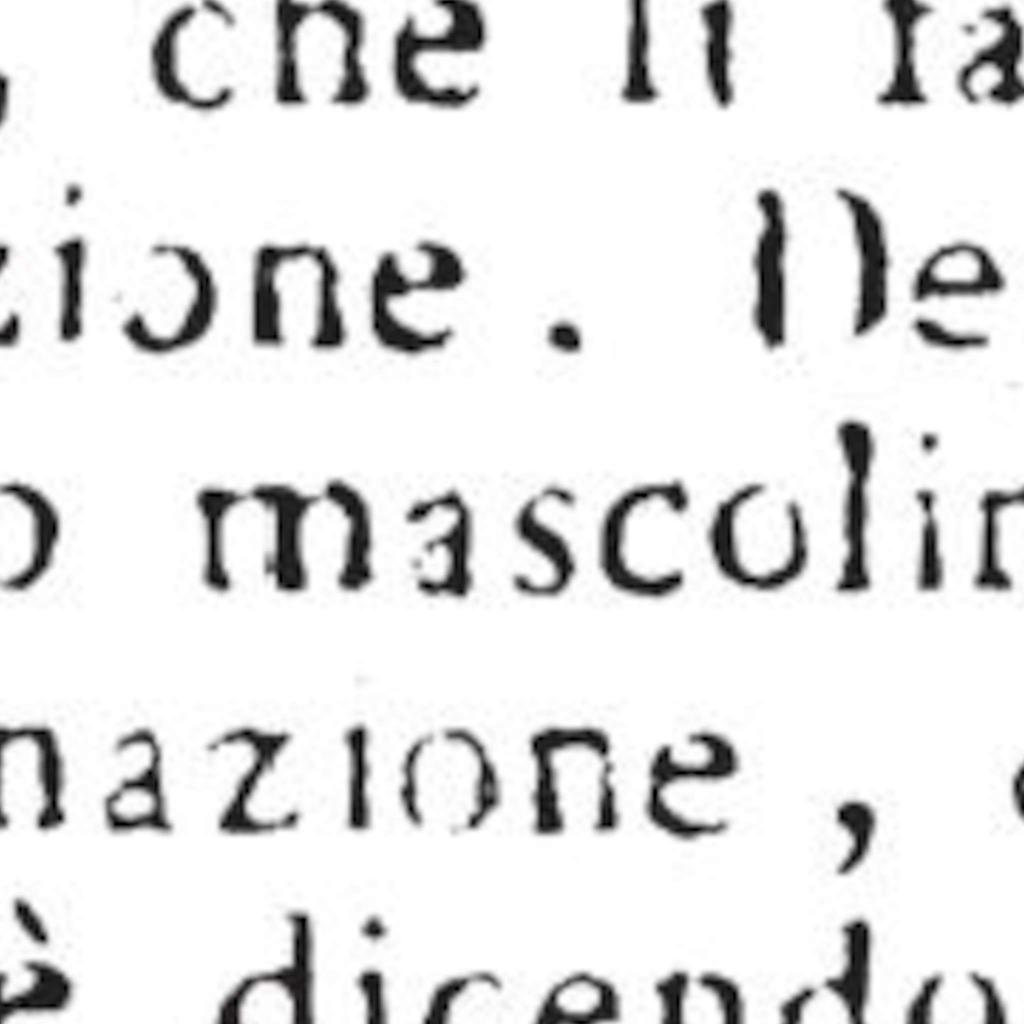 , che li fa
zione. De
o mascolin
nazione, e
è dicendo